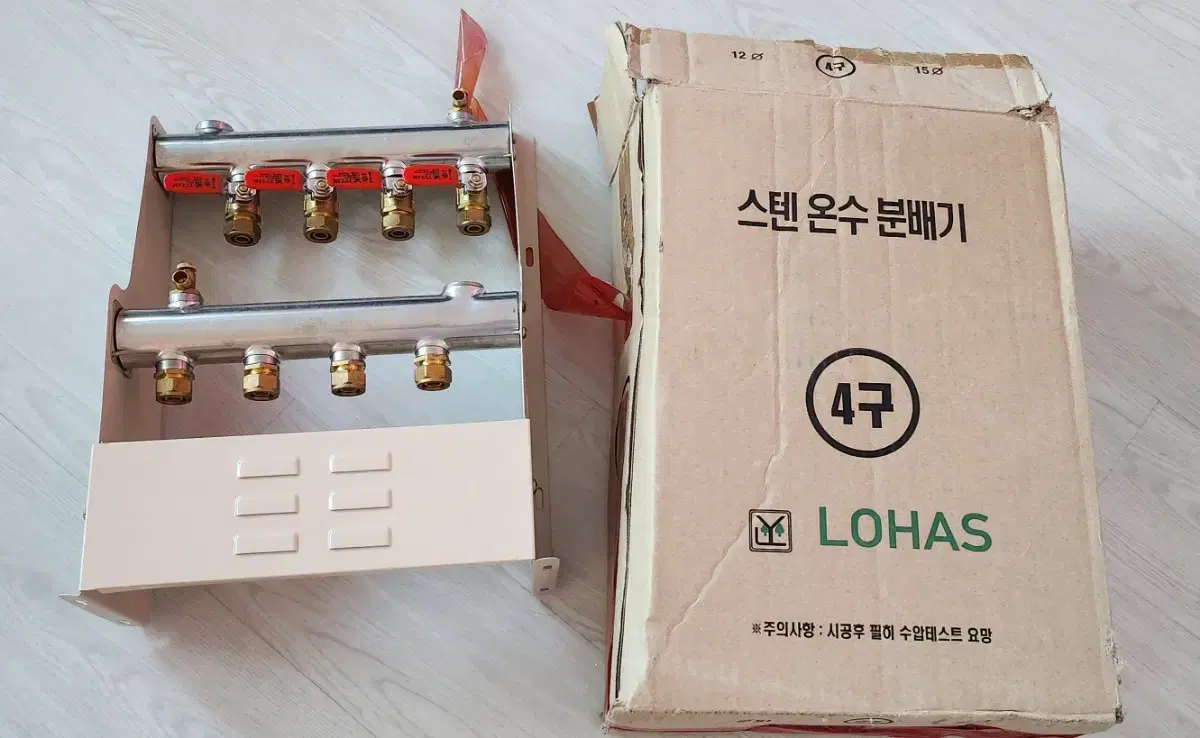 12 ∅ 4구 15∅
스텐 온수 분배기
4구
LOHAS
※주의사항 : 시공후 필히 수압테스트 요망